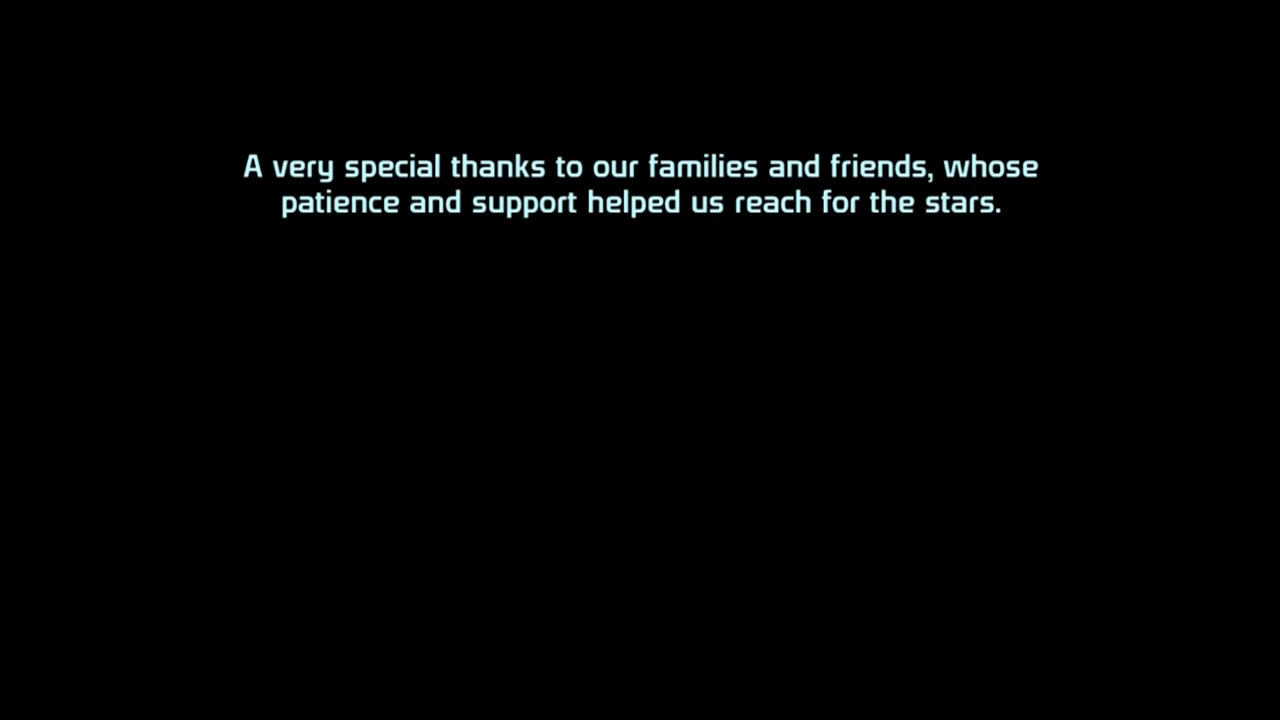 A very special thanks to our families and friends, whose
patience and support helped us reach for the stars.